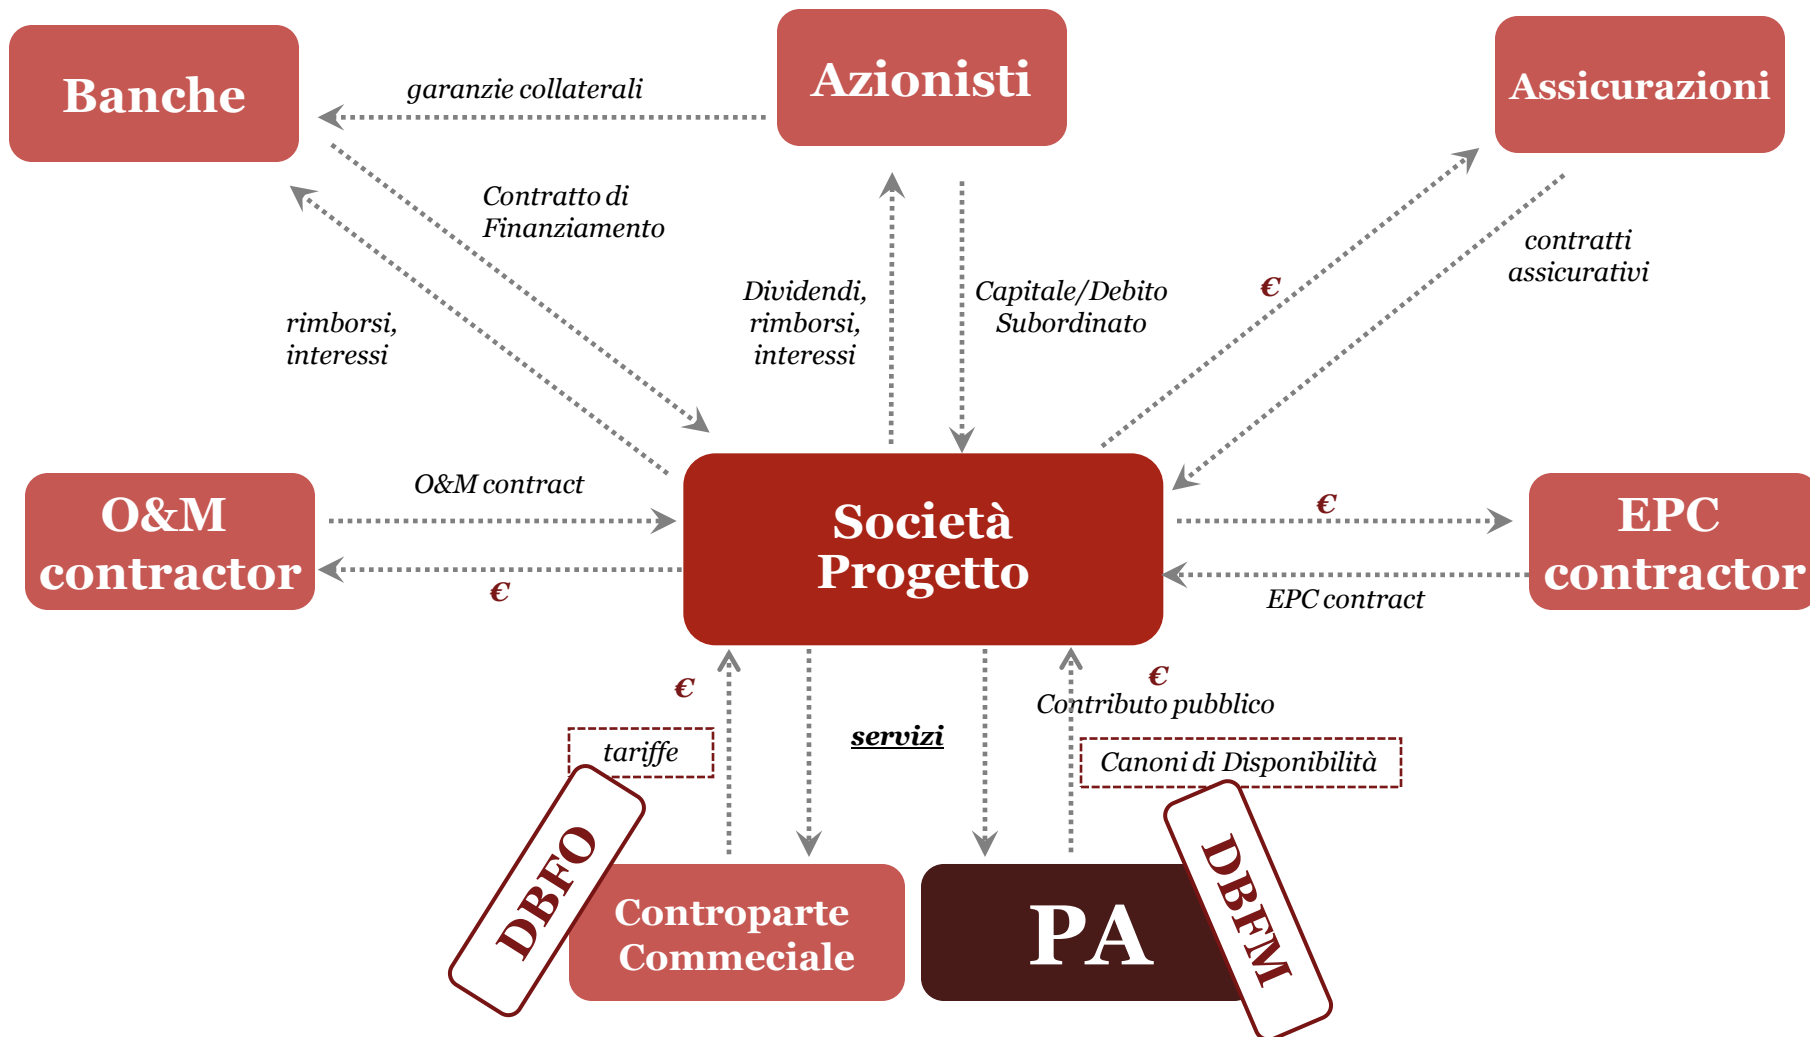 Banche
garanzie collaterali
Azionisti
Assicurazioni
Contratto di
Finanziamento
rimborsi,
interessi
Dividendi,
rimborsi,
interessi
Capitale/Debito
Subordinato
€
contratti
assicurativi
O&M
contractor
O&M contract
€
Società
Progetto
€
EPC contract
EPC
contractor
€
tariffe
servizi
€
Contributo pubblico
Canoni di Disponibilità
DBFO
Controparte
Commeciale
PA
DBFM